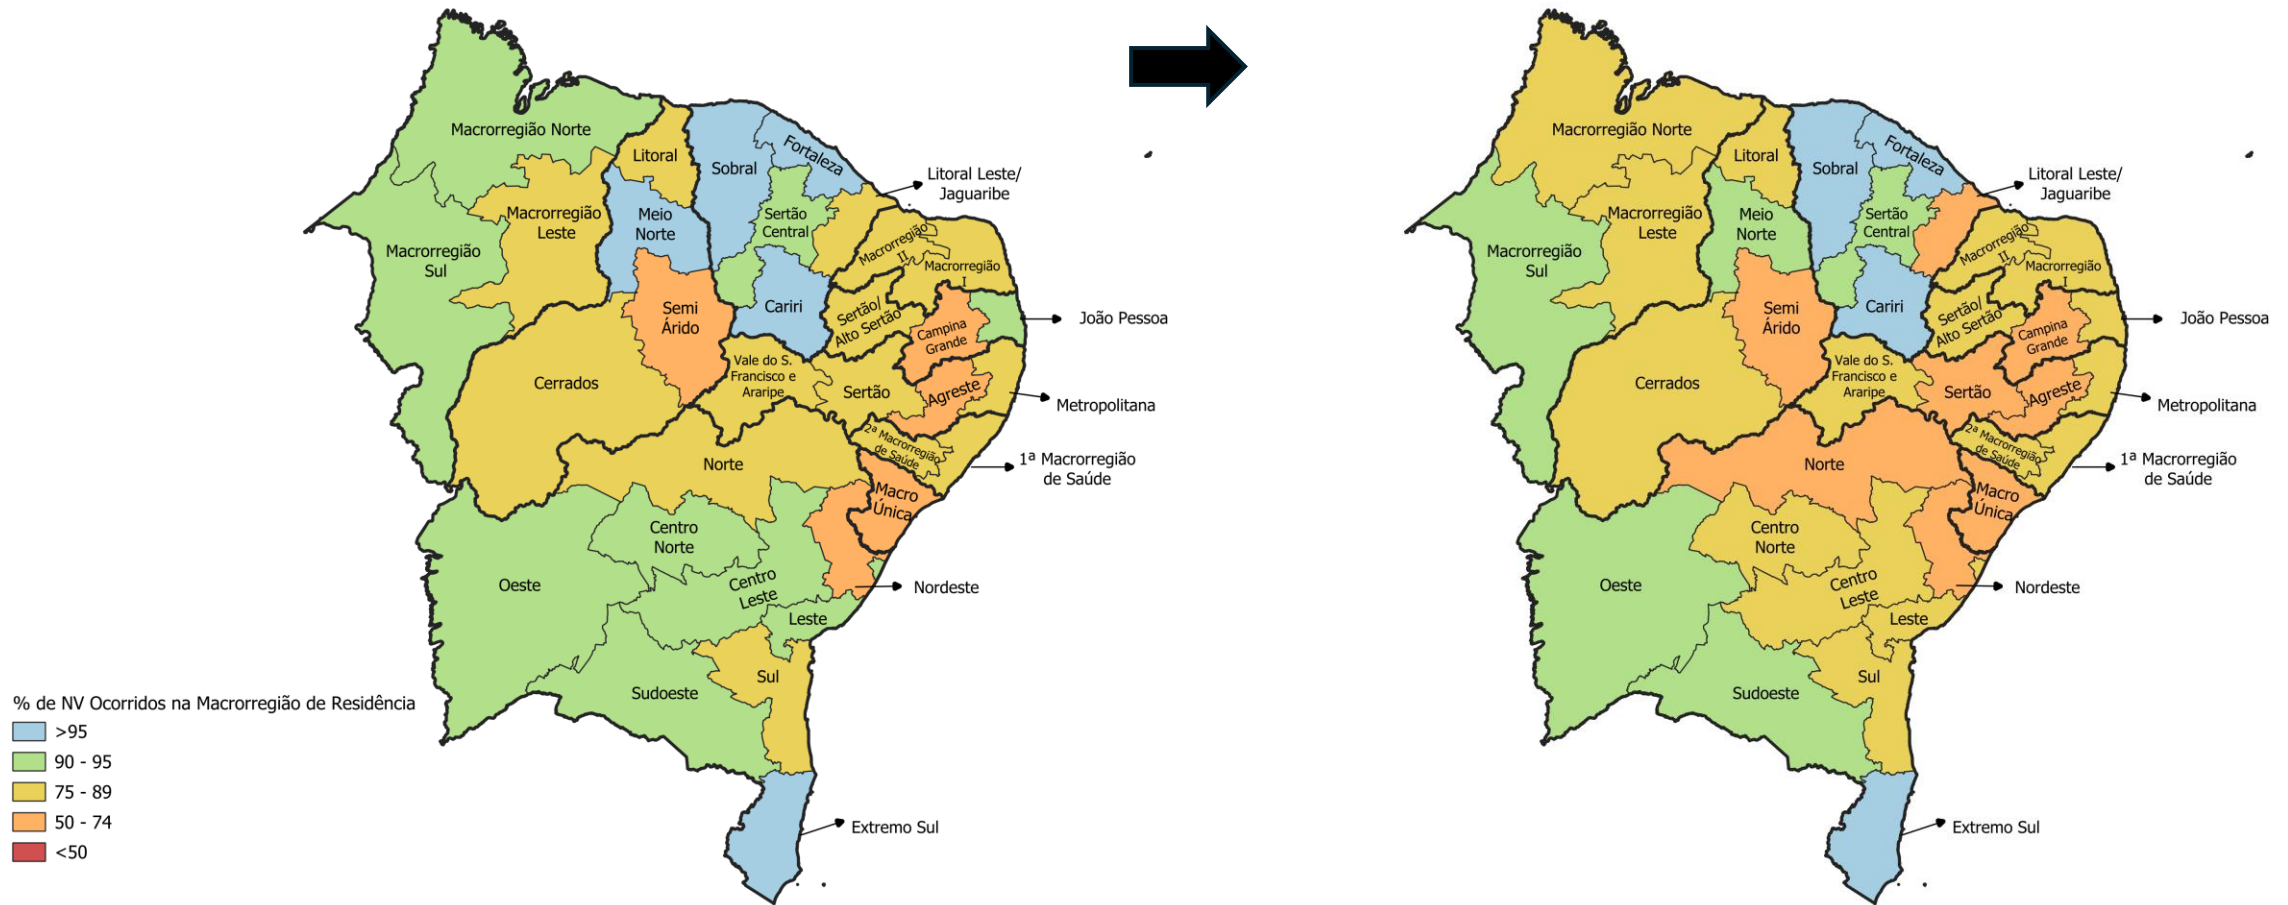 Macrorregião Norte
Litoral
Sobral
Fortaleza
Litoral Leste/
Jaguaribe
Macrorregião
Leste
Meio
Norte
Sertão
Central
Macrorregião
Sul
Macrorregião
II
Macrorregião
I
Semi
Árido
Cariri
Sertão/
Alto Sertão
Campina
Grande
João Pessoa
Cerrados
Vale do S.
Francisco e
Araripe
Sertão
Agreste
Metropolitana
2ª Macrorregião
de Saúde
1ª Macrorregião
de Saúde
Norte
Macro
Única
Centro
Norte
Oeste
Centro
Leste
Nordeste
Leste
Sul
Sudoeste
Extremo Sul
% de NV Ocorridos na Macrorregião de Residência
>95
90 - 95
75 - 89
50 - 74
<50
Macrorregião Norte
Litoral
Sobral
Fortaleza
Litoral Leste/
Jaguaribe
Macrorregião
Leste
Meio
Norte
Sertão
Central
Macrorregião
Sul
Macrorregião
II
Macrorregião
I
Semi
Árido
Cariri
Sertão/
Alto Sertão
Campina
Grande
João Pessoa
Cerrados
Vale do S.
Francisco e
Araripe
Sertão
Agreste
Metropolitana
2ª Macrorregião
de Saúde
1ª Macrorregião
de Saúde
Norte
Macro
Única
Centro
Norte
Oeste
Centro
Leste
Nordeste
Leste
Sul
Sudoeste
Extremo Sul